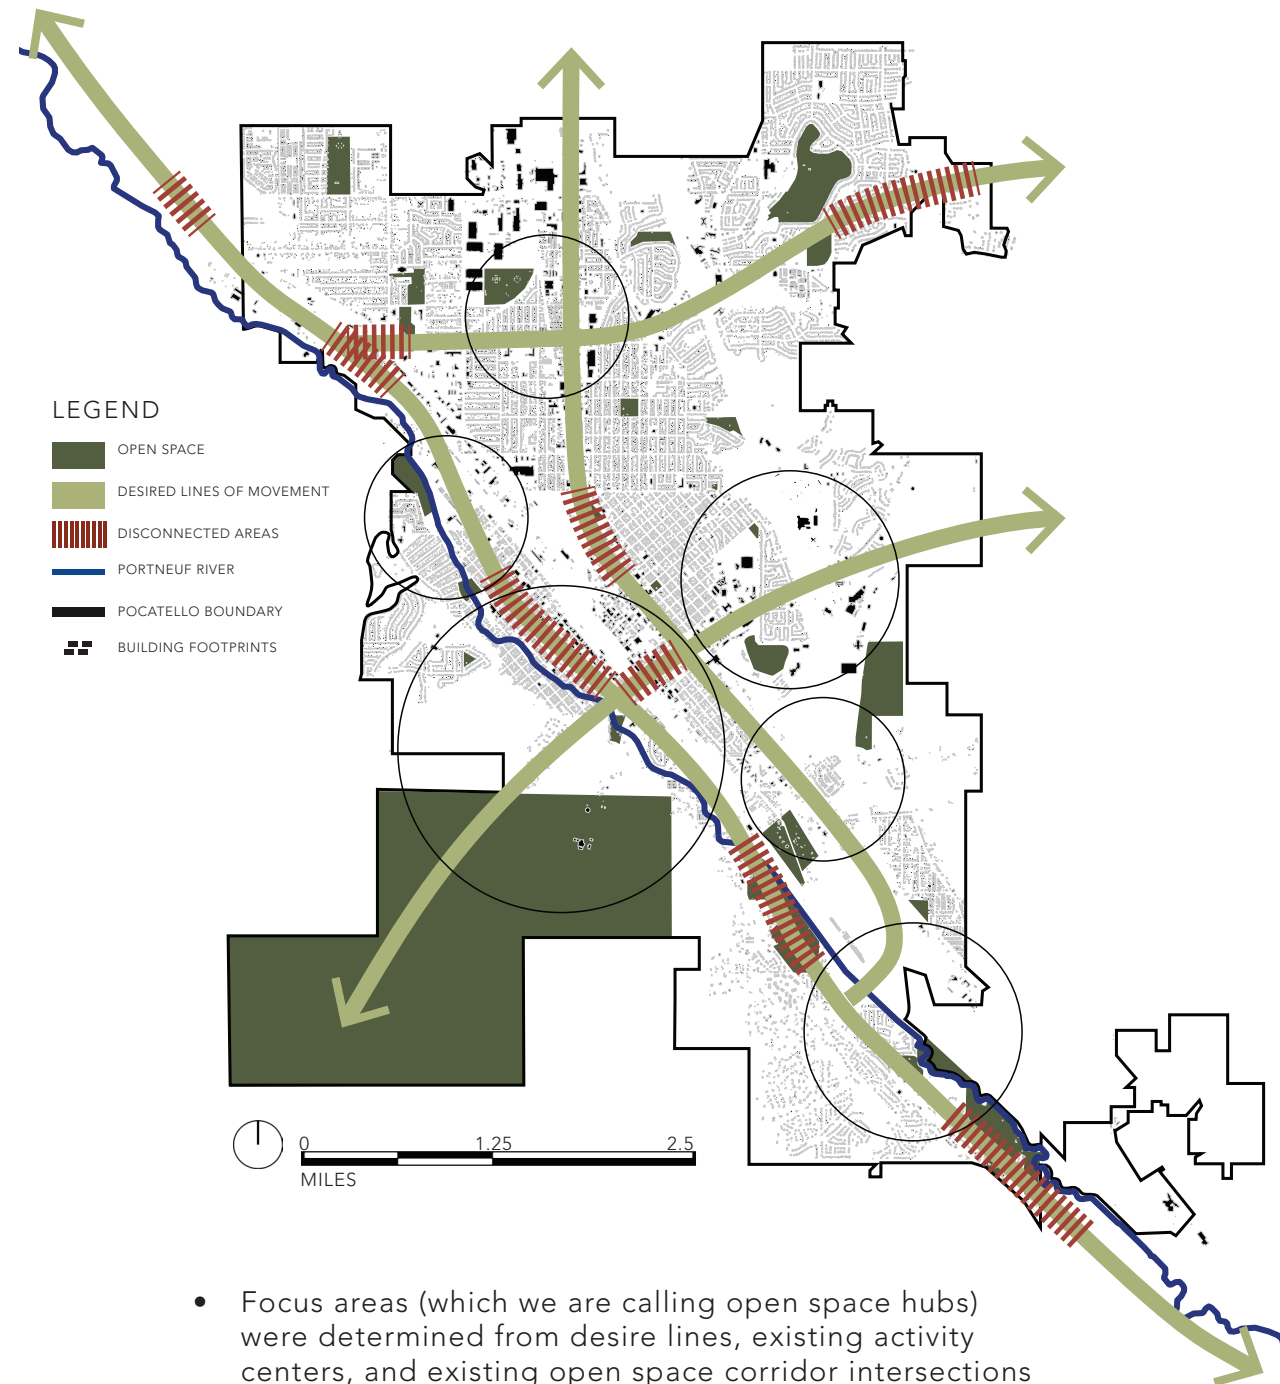 LEGEND
OPEN SPACE
DESIRED LINES OF MOVEMENT
DISCONNECTED AREAS
PORTNEUF RIVER
POCATELLO BOUNDARY
BUILDING FOOTPRINTS
0 1.25 2.5
MILES
• Focus areas (which we are calling open space hubs)
were determined from desire lines, existing activity
centers, and existing open space corridor intersections